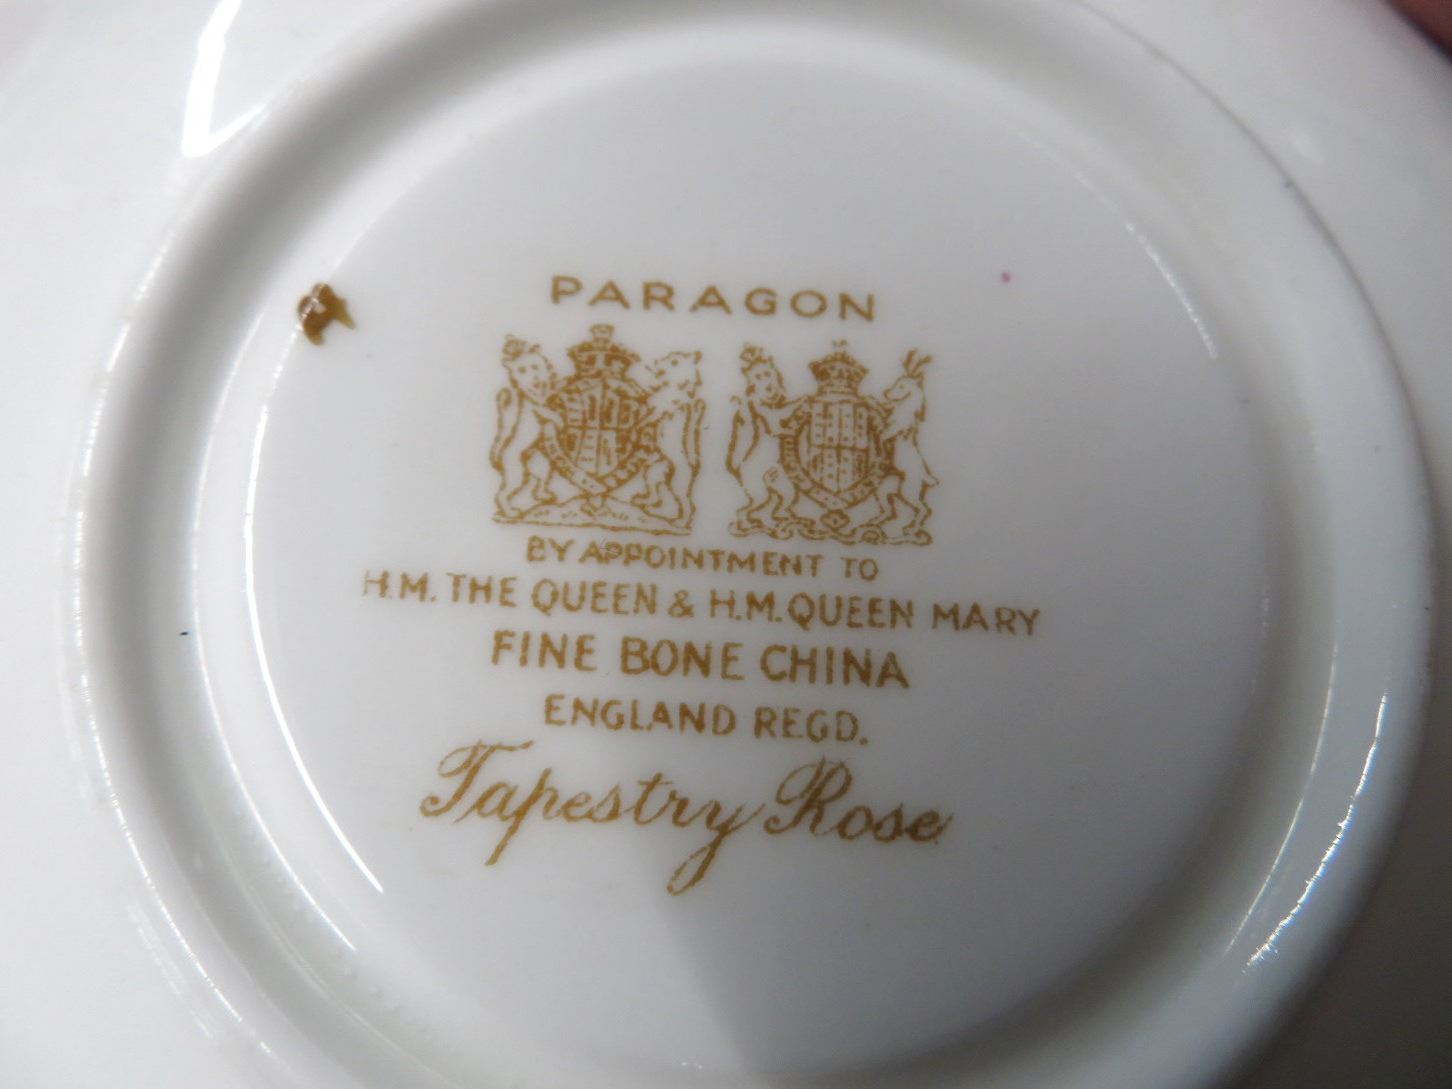 PARAGON
BY APPOINTMENT TO
H.M. THE QUEEN & H.M. QUEEN MARY
FINE BONE CHINA
ENGLAND REGD.
Tapestry Rose